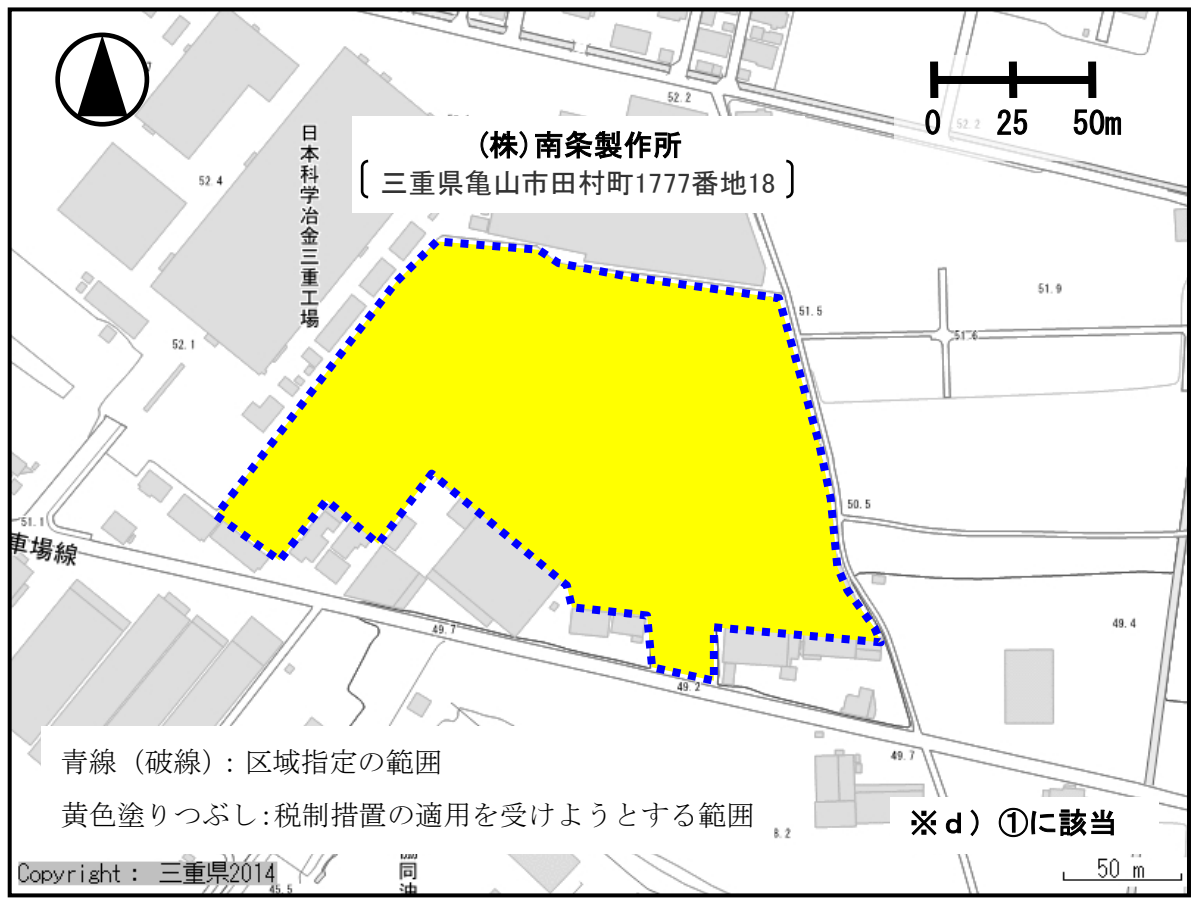 52.2
(株)南条製作所
〔 三重県亀山市田村町1777番地18 〕
0 25 50m
52.2
日本科学冶金三重工場
52.4
52.1
51.5
51.9
51.6
50.5
51.1
車場線
49.7
49.2
49.4
49.7
青線（破線）: 区域指定の範囲
黄色塗りつぶし:税制措置の適用を受けようとする範囲
8.2
※ｄ）①に該当
Copyright : 三重県2014
45.5
協同油
50 m